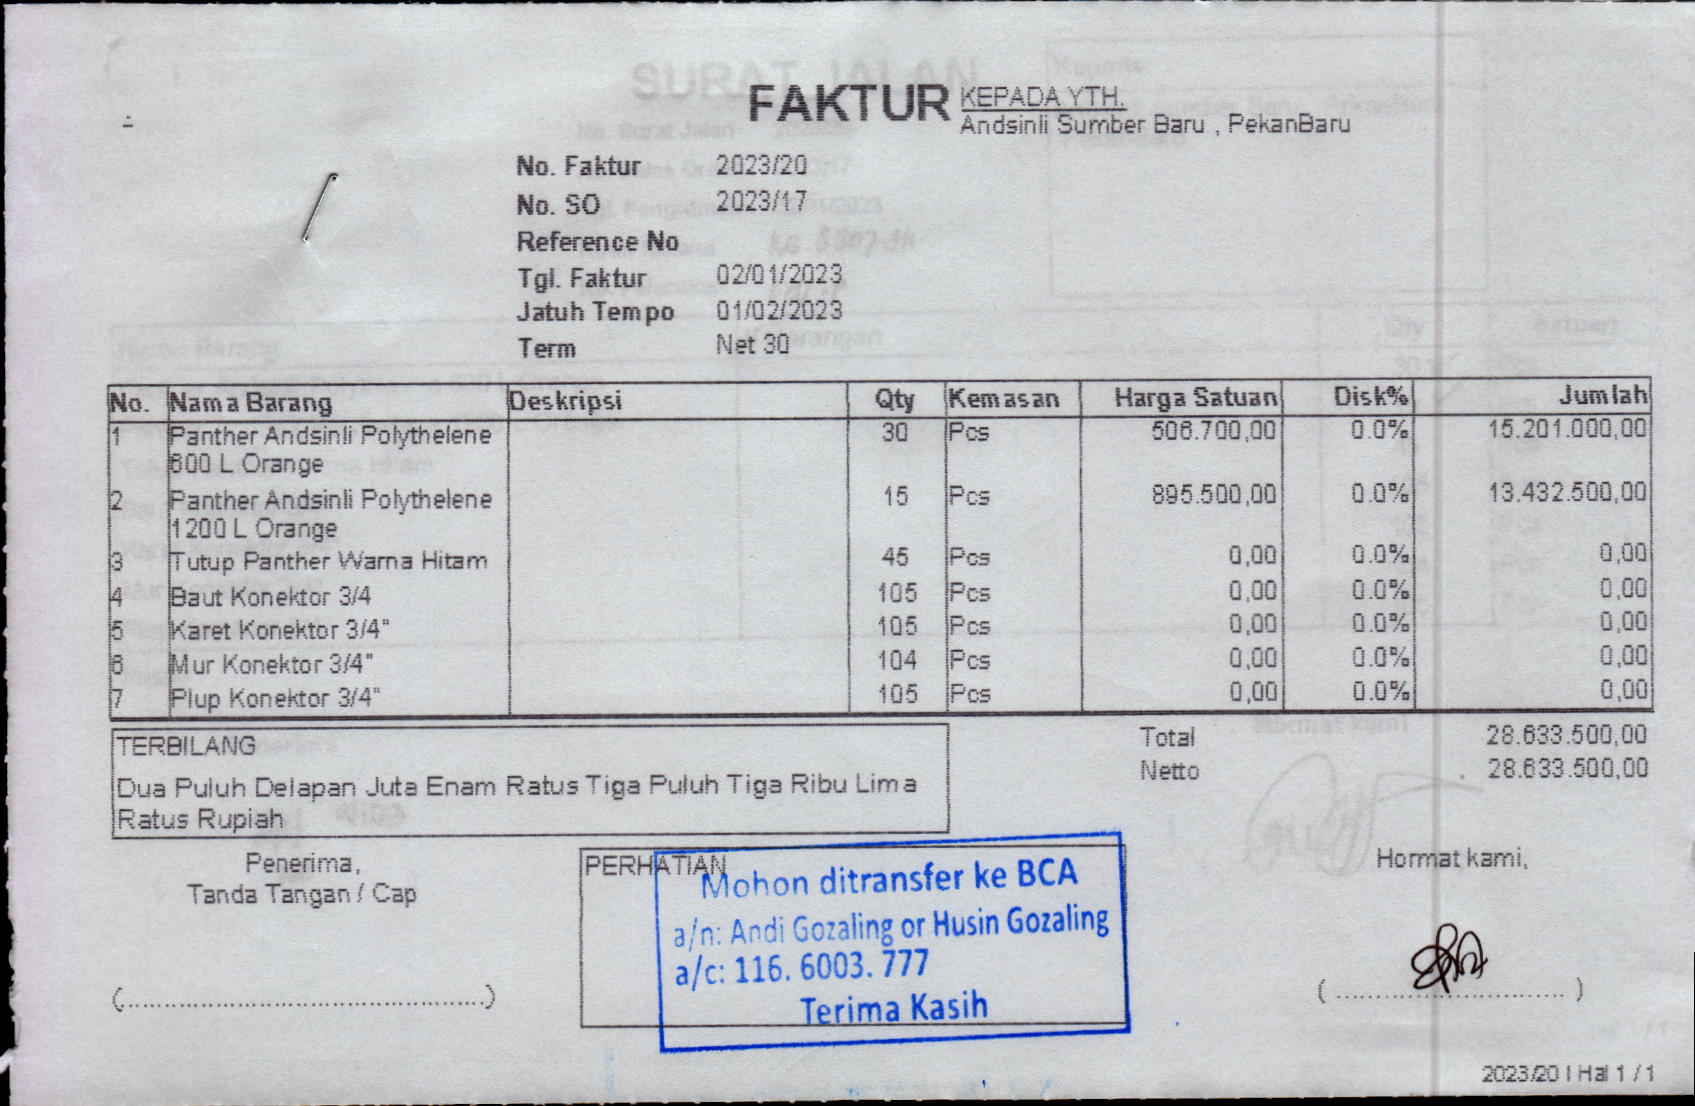 FAKTUR
KEPADA YTH.
Andsinli Sumber Baru , PekanBaru
No. Faktur 2023/20
No. SO 2023/17
Reference No
Tgl. Faktur 02/01/2023
Jatuh Tempo 01/02/2023
Term Net 30
No. Nama Barang Deskripsi Qty Kemasan Harga Satuan Disk% Jumlah
1 Panther Andsinli Polythelene 30 Pcs 506.700,00 0.0% 15.201.000,00
600 L Orange
2 Panther Andsinli Polythelene 15 Pcs 895.500,00 0.0% 13.432.500,00
1200 L Orange
3 Tutup Panther Warna Hitam 45 Pcs 0,00 0.0% 0,00
4 Baut Konektor 3/4 105 Pcs 0,00 0.0% 0,00
5 Karet Konektor 3/4" 105 Pcs 0,00 0.0% 0,00
6 Mur Konektor 3/4" 104 Pcs 0,00 0.0% 0,00
7 Plup Konektor 3/4" 105 Pcs 0,00 0.0% 0,00
TERBILANG
Dua Puluh Delapan Juta Enam Ratus Tiga Puluh Tiga Ribu Lima
Ratus Rupiah
Total 28.633.500,00
Netto 28.633.500,00
Penerima,
Tanda Tangan / Cap
(................................................)
PERHATIAN
Mohon ditransfer ke BCA
a/n: Andi Gozaling or Husin Gozaling
a/c: 116. 6003. 777
Terima Kasih
Hormat kami,
( .............................. )
2023/20 | Hal 1 / 1